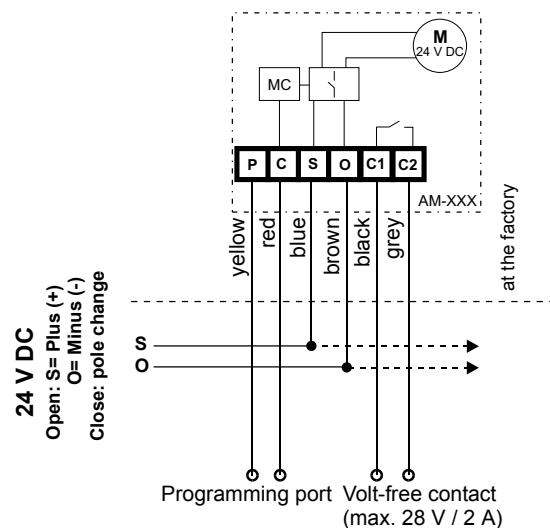 M
24 V DC
MC
P C S O C1 C2
AM-XXX
yellow
red
blue
brown
black
grey
at the factory
24 V DC
Open: S= Plus (+)
O= Minus (-)
Close: pole change
S
O
Programming port
Volt-free contact
(max. 28 V / 2 A)